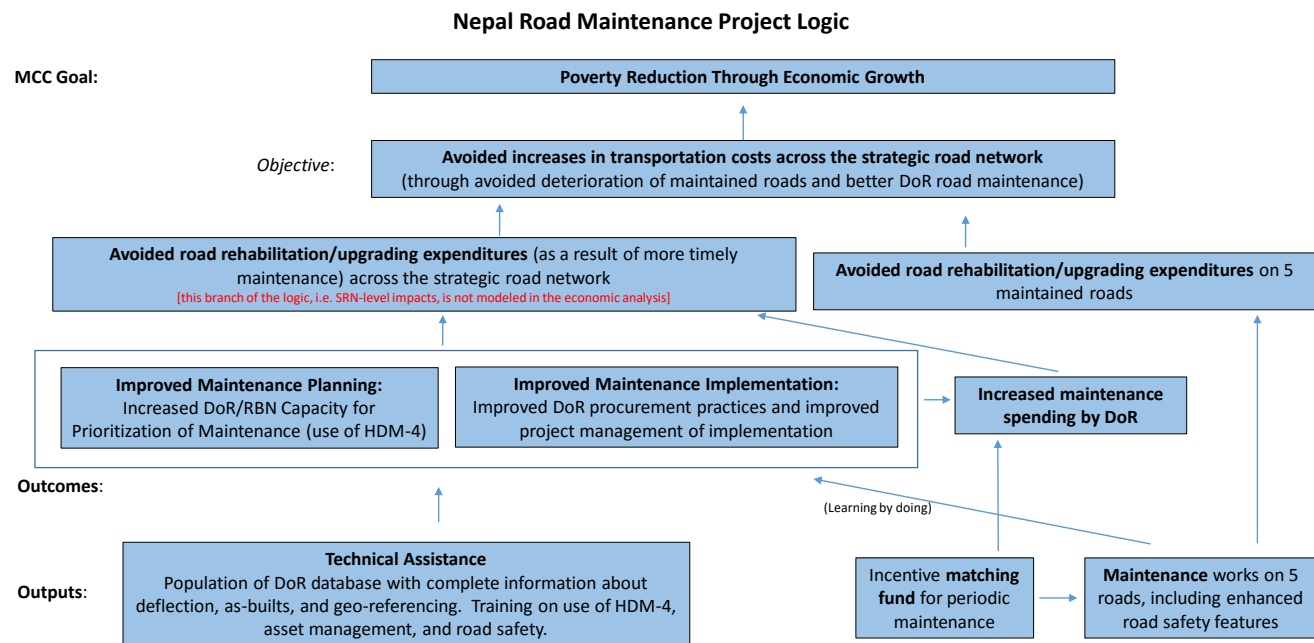 Nepal Road Maintenance Project Logic
MCC Goal:
Poverty Reduction Through Economic Growth
Objective:
Avoided increases in transportation costs across the strategic road network
(through avoided deterioration of maintained roads and better DoR road maintenance)
Avoided road rehabilitation/upgrading expenditures (as a result of more timely
maintenance) across the strategic road network
[this branch of the logic, i.e. SRN-level impacts, is not modeled in the economic analysis]
Avoided road rehabilitation/upgrading expenditures on 5
maintained roads
Improved Maintenance Planning:
Increased DoR/RBN Capacity for
Prioritization of Maintenance (use of HDM-4)
Improved Maintenance Implementation:
Improved DoR procurement practices and improved
project management of implementation
Increased maintenance
spending by DoR
Outcomes:
(Learning by doing)
Outputs:
Technical Assistance
Population of DoR database with complete information about
deflection, as-builts, and geo-referencing. Training on use of HDM-4,
asset management, and road safety.
Incentive matching
fund for periodic
maintenance
Maintenance works on 5
roads, including enhanced
road safety features